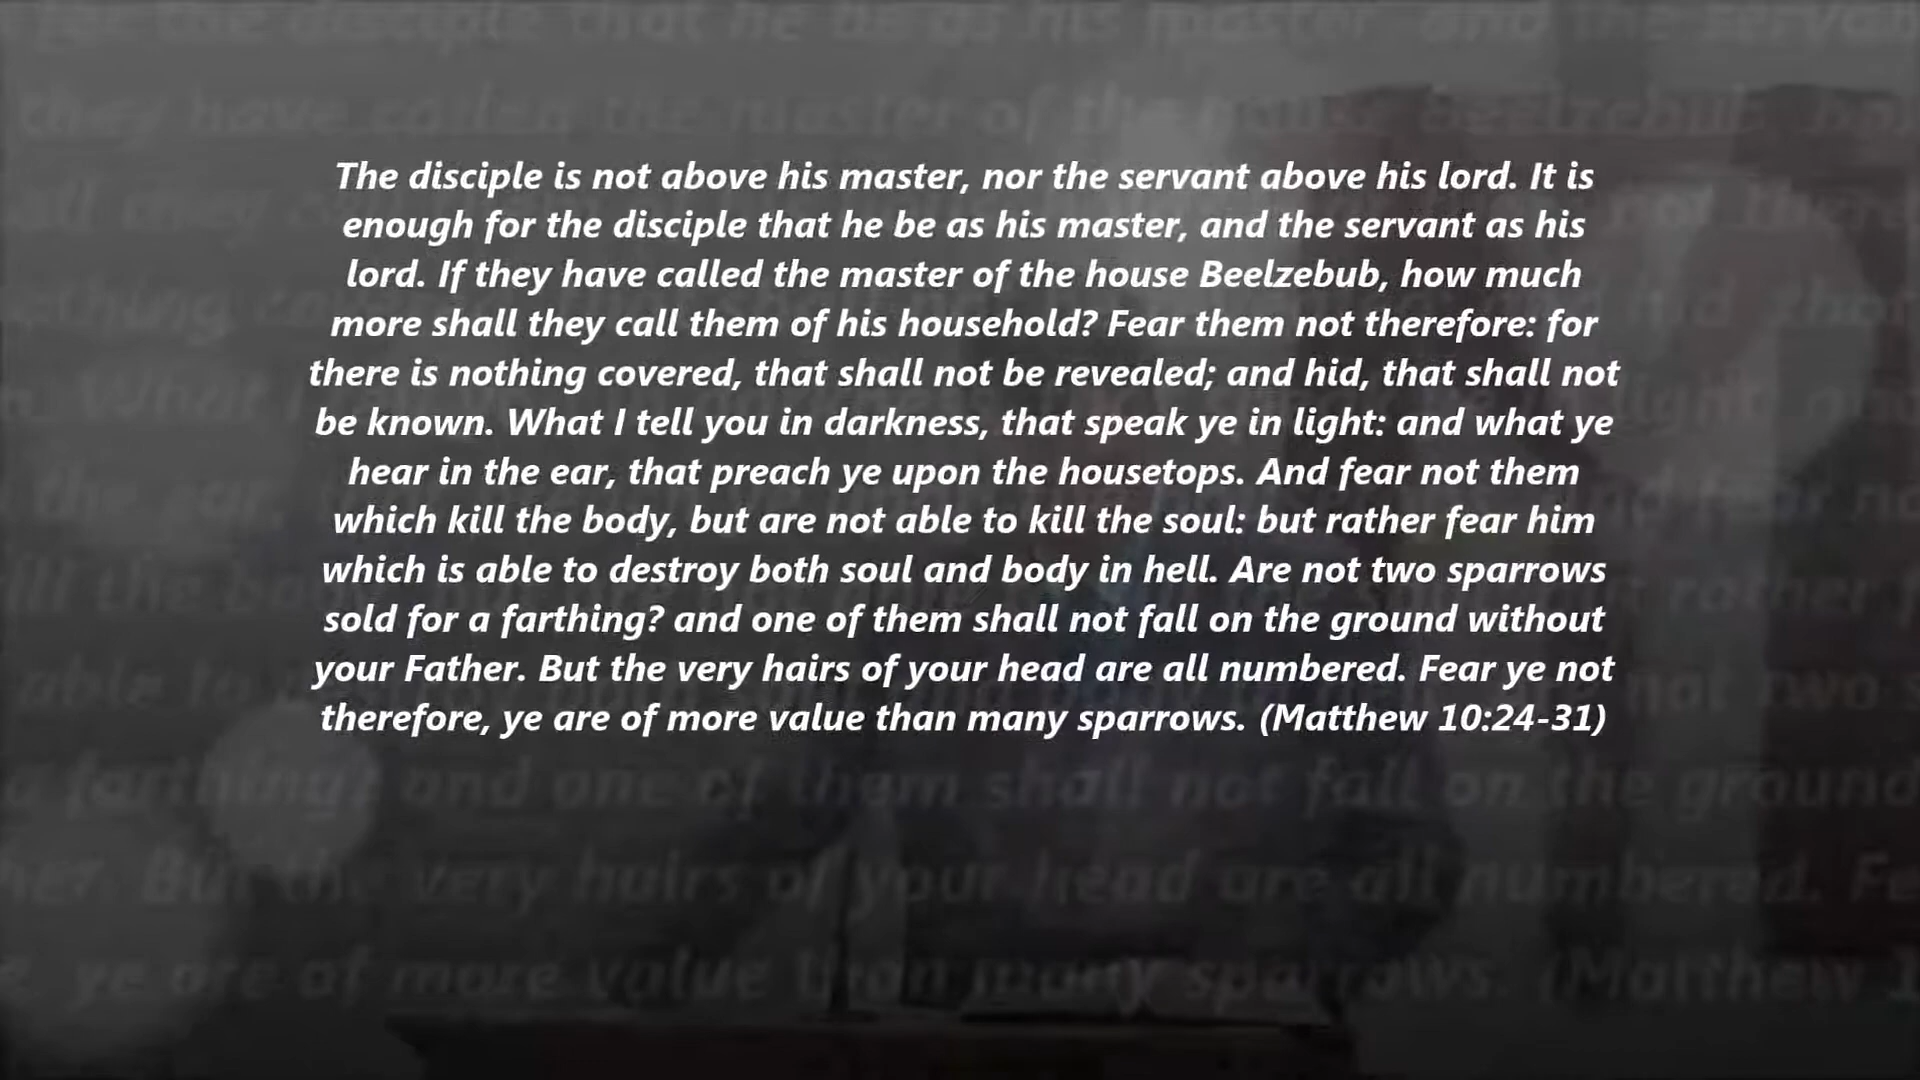 The disciple is not above his master, nor the servant above his lord. It is
enough for the disciple that he be as his master, and the servant as his
lord. If they have called the master of the house Beelzebub, how much
more shall they call them of his household? Fear them not therefore: for
there is nothing covered, that shall not be revealed; and hid, that shall not
be known. What I tell you in darkness, that speak ye in light: and what ye
hear in the ear, that preach ye upon the housetops. And fear not them
which kill the body, but are not able to kill the soul: but rather fear him
which is able to destroy both soul and body in hell. Are not two sparrows
sold for a farthing? and one of them shall not fall on the ground without
your Father. But the very hairs of your head are all numbered. Fear ye not
therefore, ye are of more value than many sparrows. (Matthew 10:24-31)